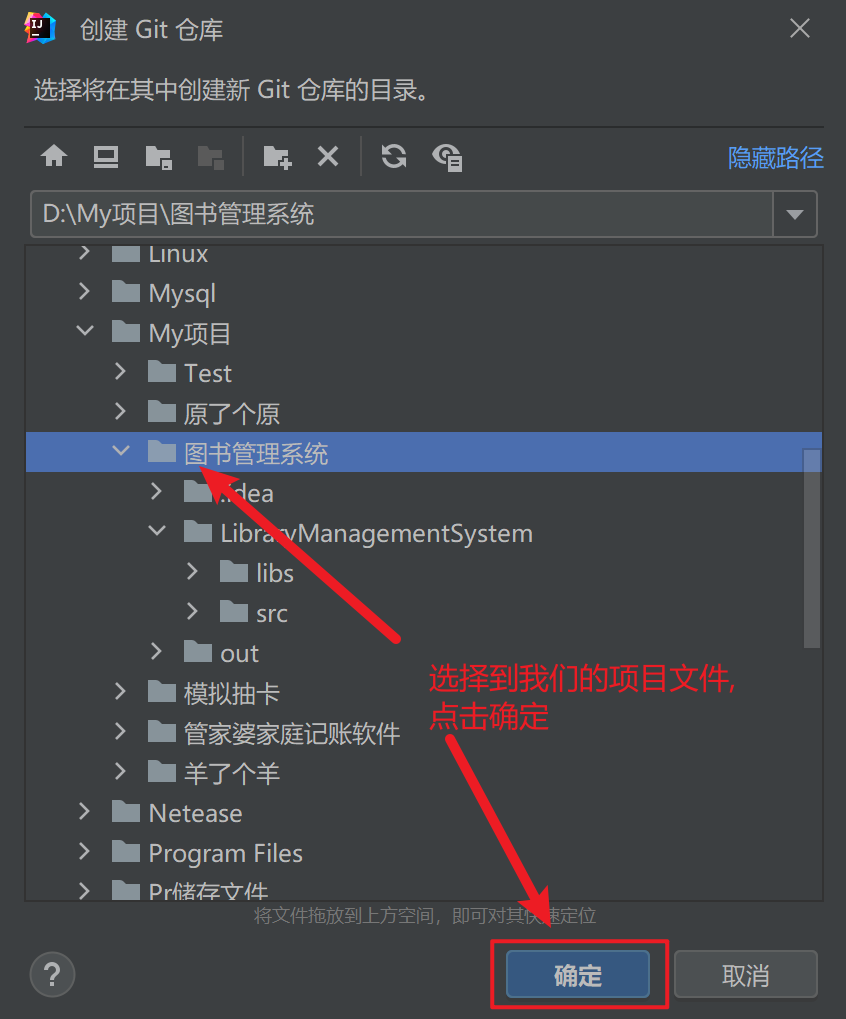 创建 Git 仓库
选择将在其中创建新 Git 仓库的目录。
隐藏路径
D:\My项目\图书管理系统
Linux
Mysql
My项目
Test
原了个原
图书管理系统
.idea
LibraryManagementSystem
libs
src
out
选择到我们的项目文件,
点击确定
模拟抽卡
管家婆家庭记账软件
羊了个羊
Netease
Program Files
Pr储存文件
将文件拖放到上方空间，即可对其快速定位
?
确定
取消